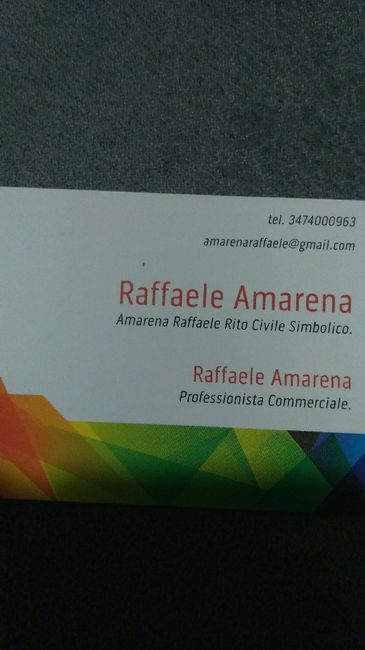 tel. 3474000963
amarenaraffaele@gmail.com
Raffaele Amarena
Amarena Raffaele Rito Civile Simbolico.
Raffaele Amarena
Professionista Commerciale.